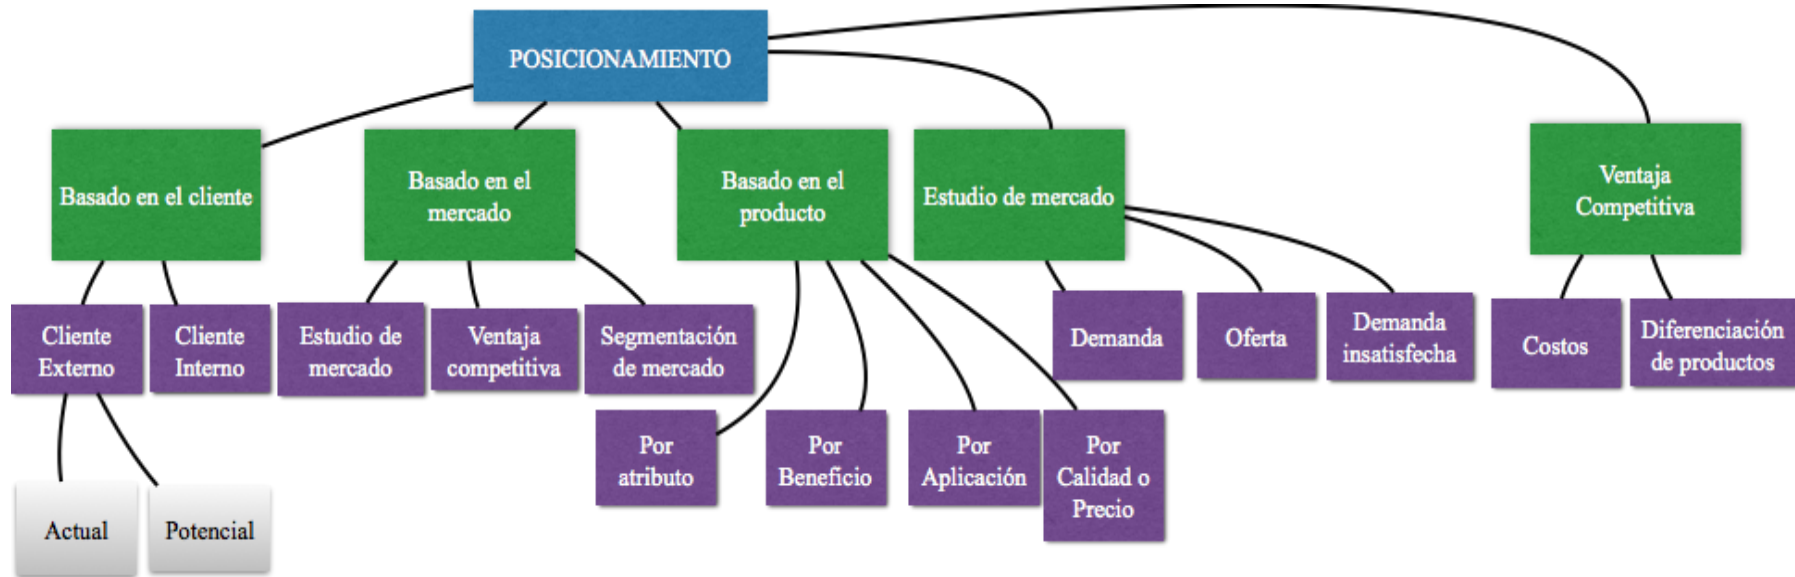 POSICIONAMIENTO
Basado en el cliente
Basado en el
mercado
Basado en el
producto
Estudio de mercado
Ventaja
Competitiva
Cliente
Externo
Cliente
Interno
Estudio de
mercado
Ventaja
competitiva
Segmentación
de mercado
Demanda
Oferta
Demanda
insatisfecha
Costos
Diferenciación
de productos
Por
atributo
Por
Beneficio
Por
Aplicación
Por
Calidad o
Precio
Actual
Potencial